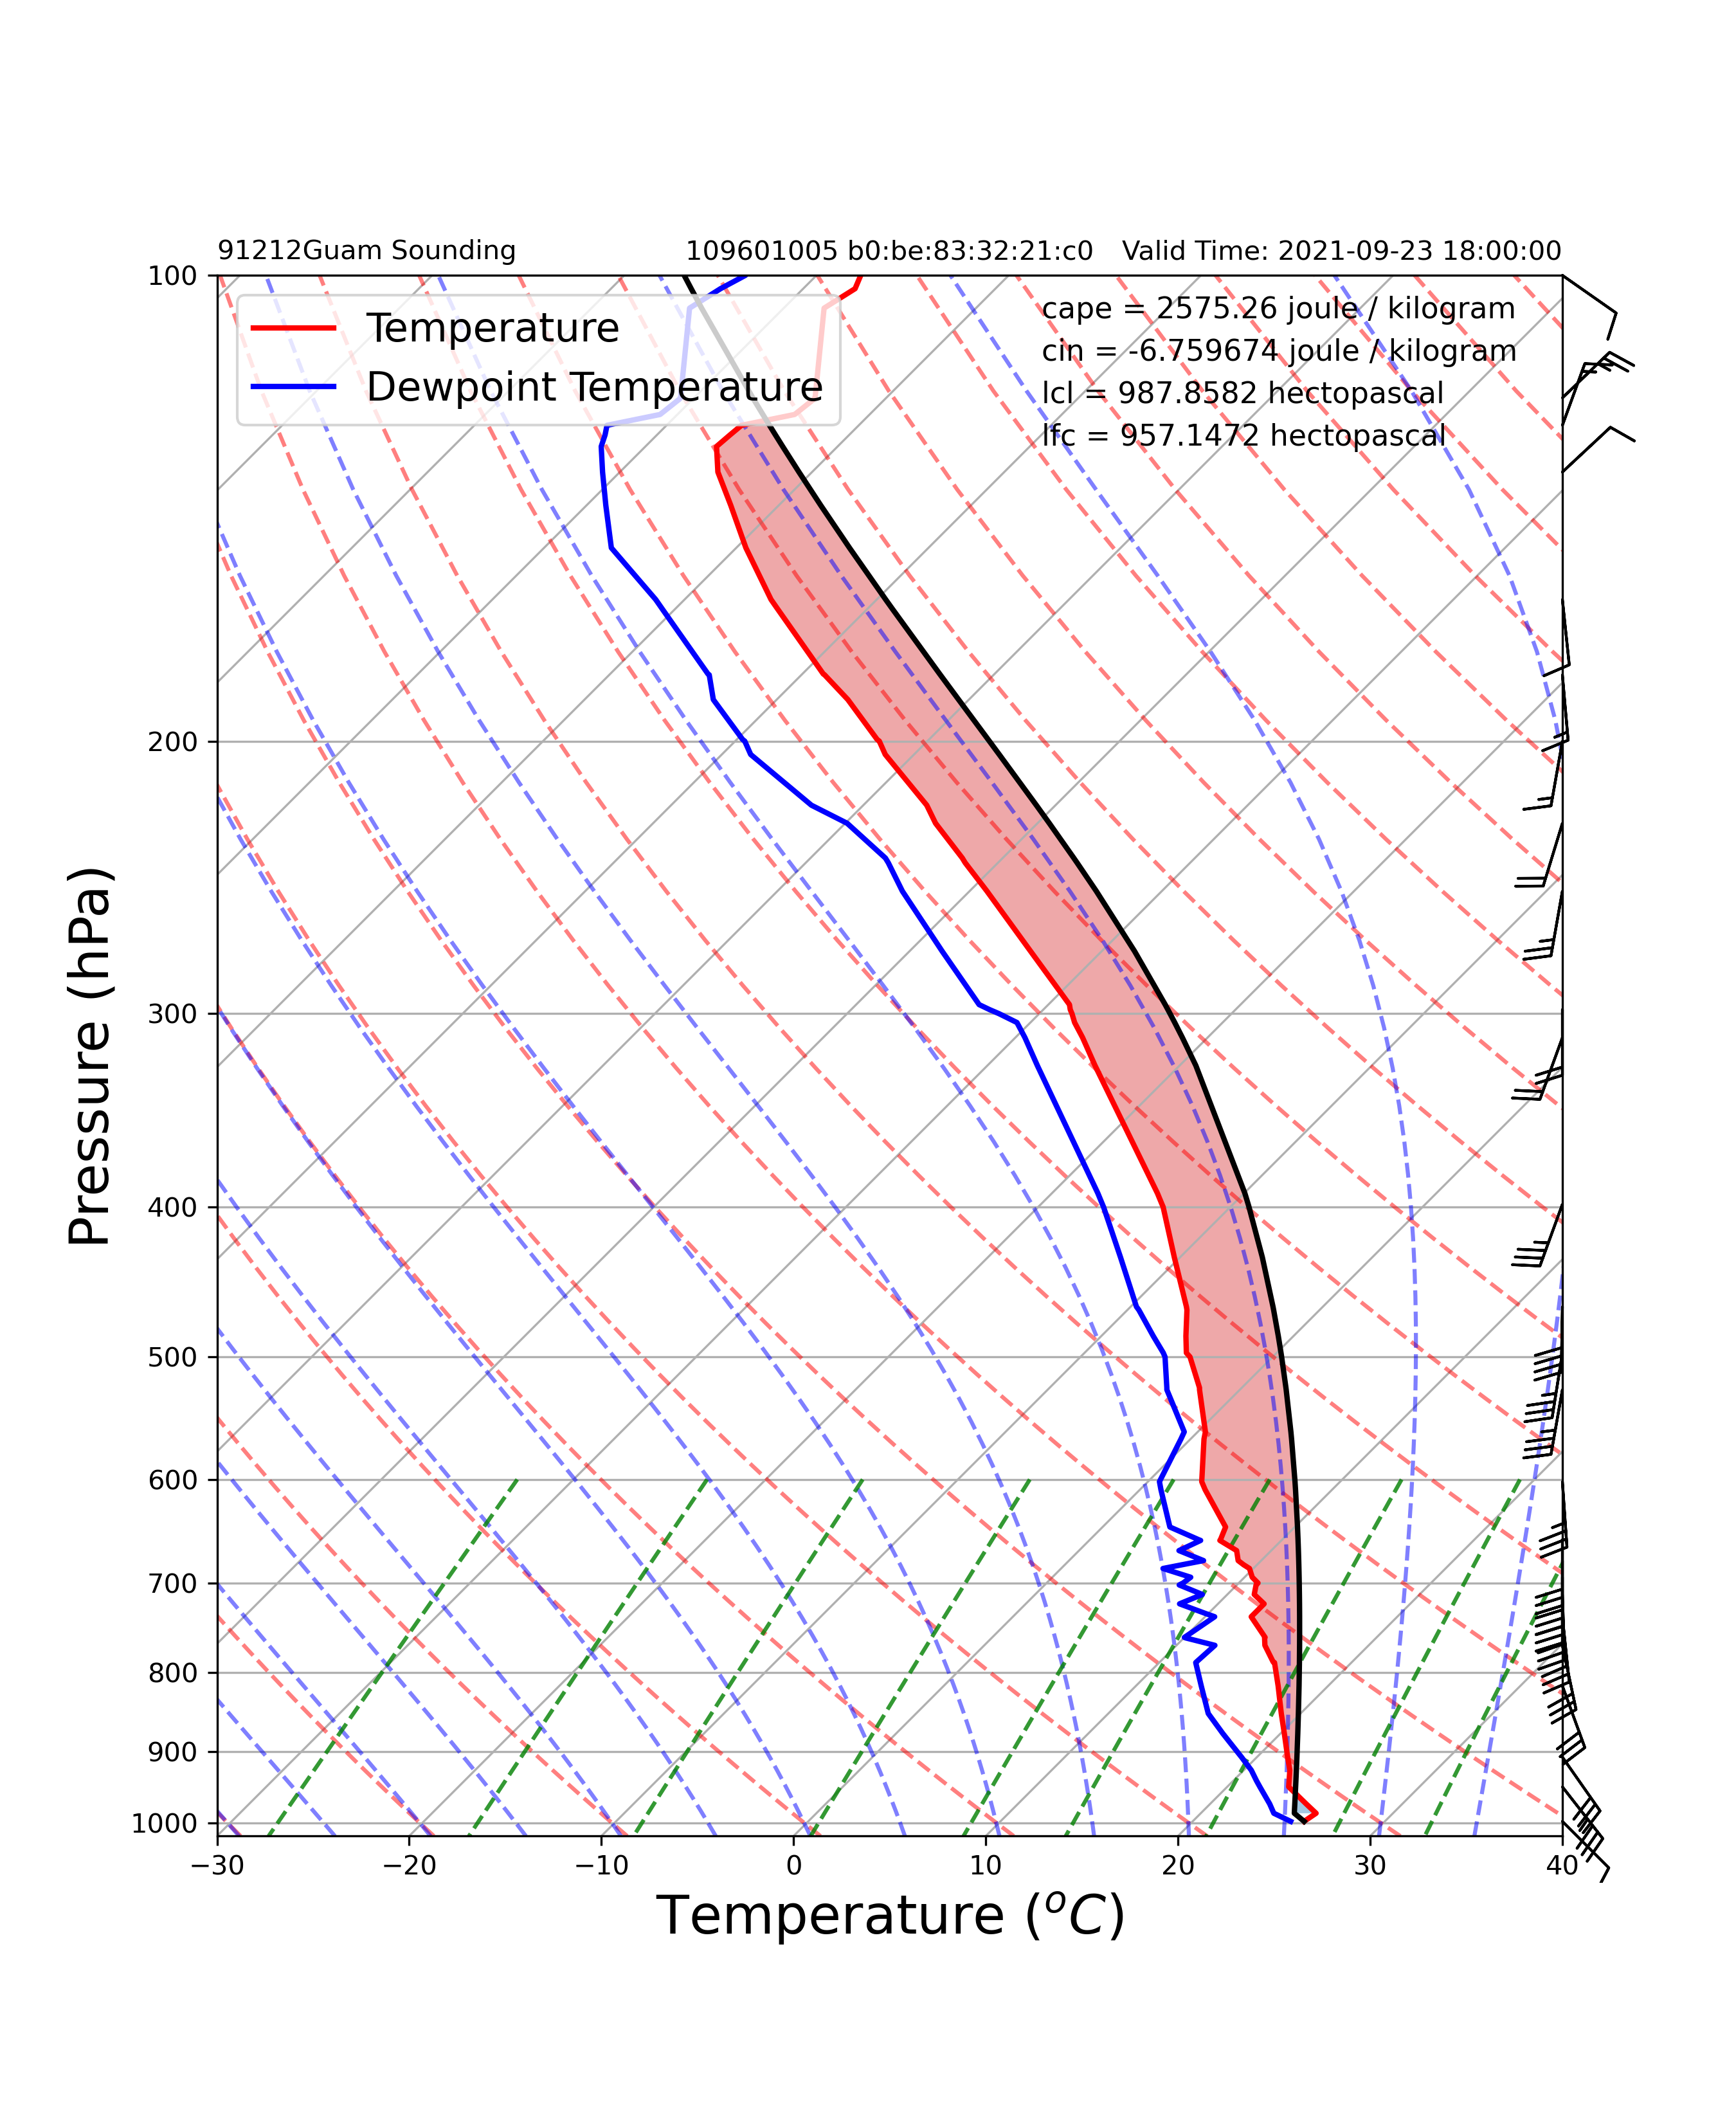 91212Guam Sounding 109601005 b0:be:83:32:21:c0 Valid Time: 2021-09-23 18:00:00
Temperature
Dewpoint Temperature
cape = 2575.26 joule / kilogram
cin = -6.759674 joule / kilogram
lcl = 987.8582 hectopascal
lfc = 957.1472 hectopascal
Pressure (hPa)
100
200
300
400
500
600
700
800
900
1000
−30 −20 −10 0 10 20 30 40
Temperature (°C)